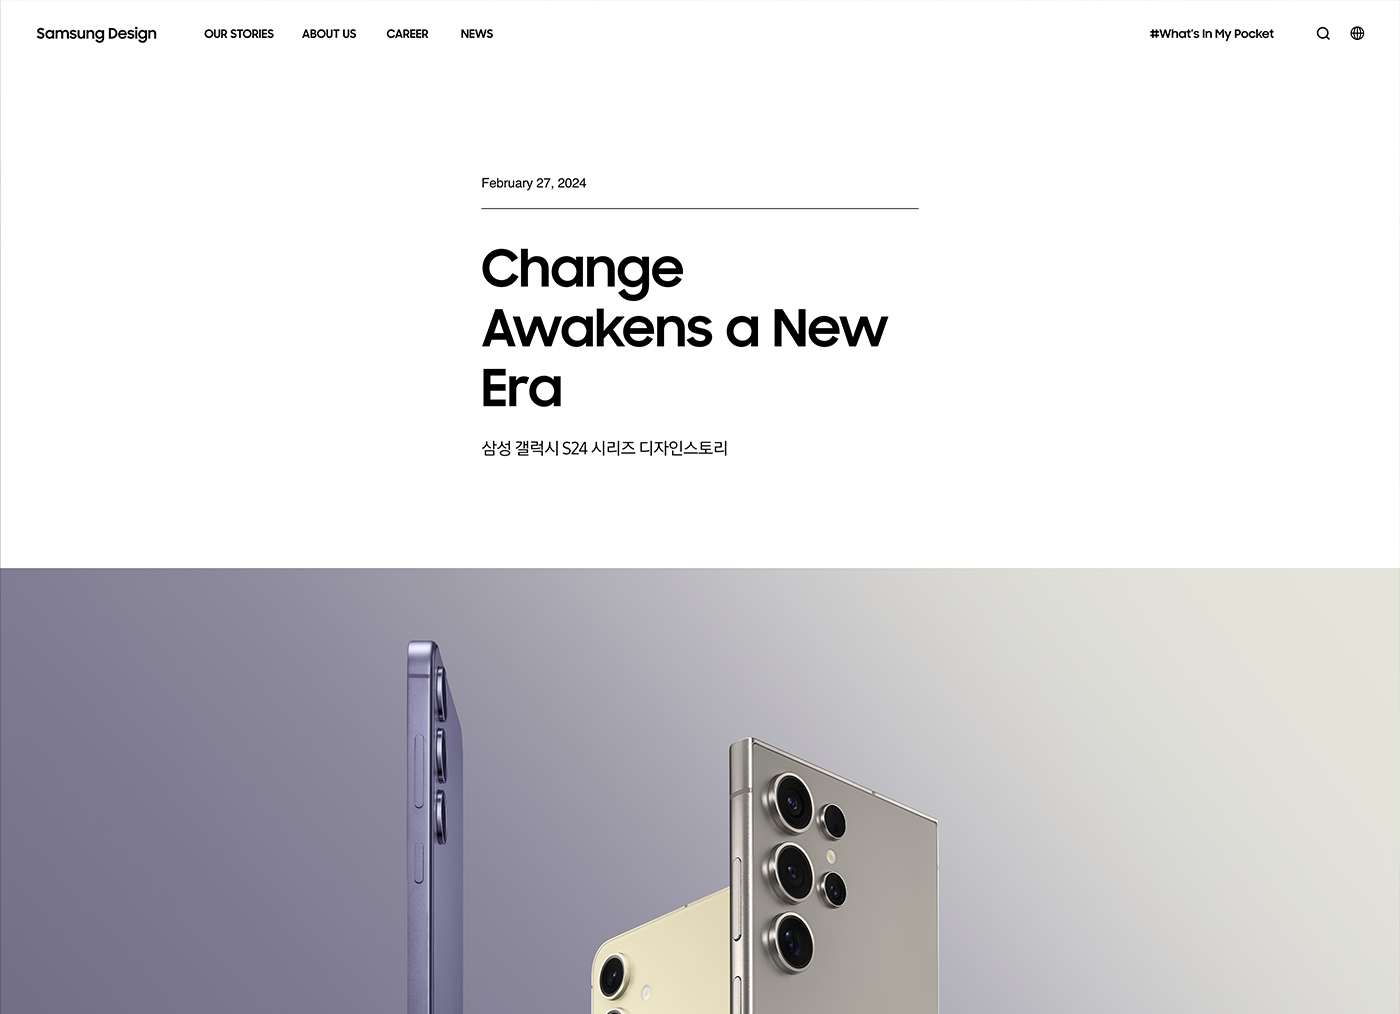 Samsung Design OUR STORIES ABOUT US CAREER NEWS #What's In My Pocket
February 27, 2024
Change
Awakens a New
Era
삼성 갤럭시 S24 시리즈 디자인스토리